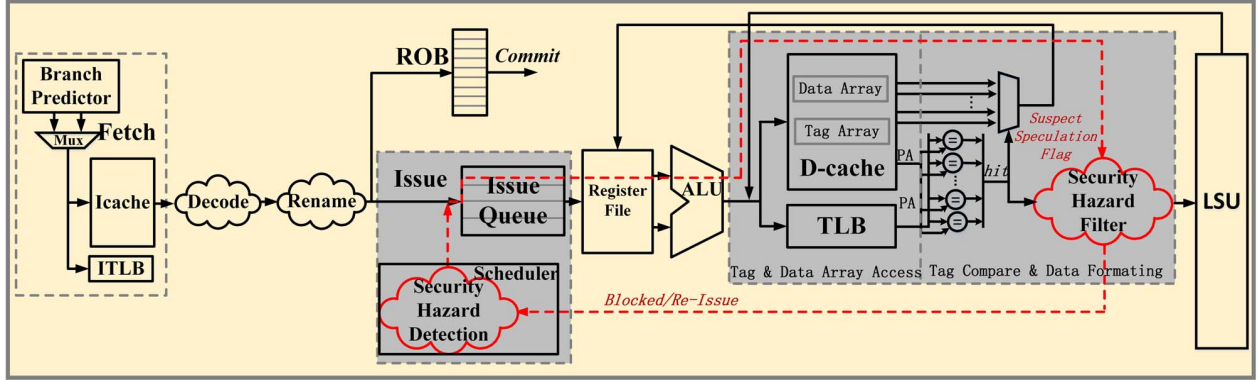 Branch
Predictor
Mux
Fetch
Icache
ITLB
Decode
Rename
ROB
Commit
Issue
Issue
Queue
Scheduler
Security
Hazard
Detection
Register
File
ALU
Data Array
Tag Array
D-cache
TLB
PA
PA
=
=
=
=
hit
Suspect
Speculation
Flag
Security
Hazard
Filter
Tag & Data Array Access
Tag Compare & Data Formating
Blocked/Re-Issue
LSU